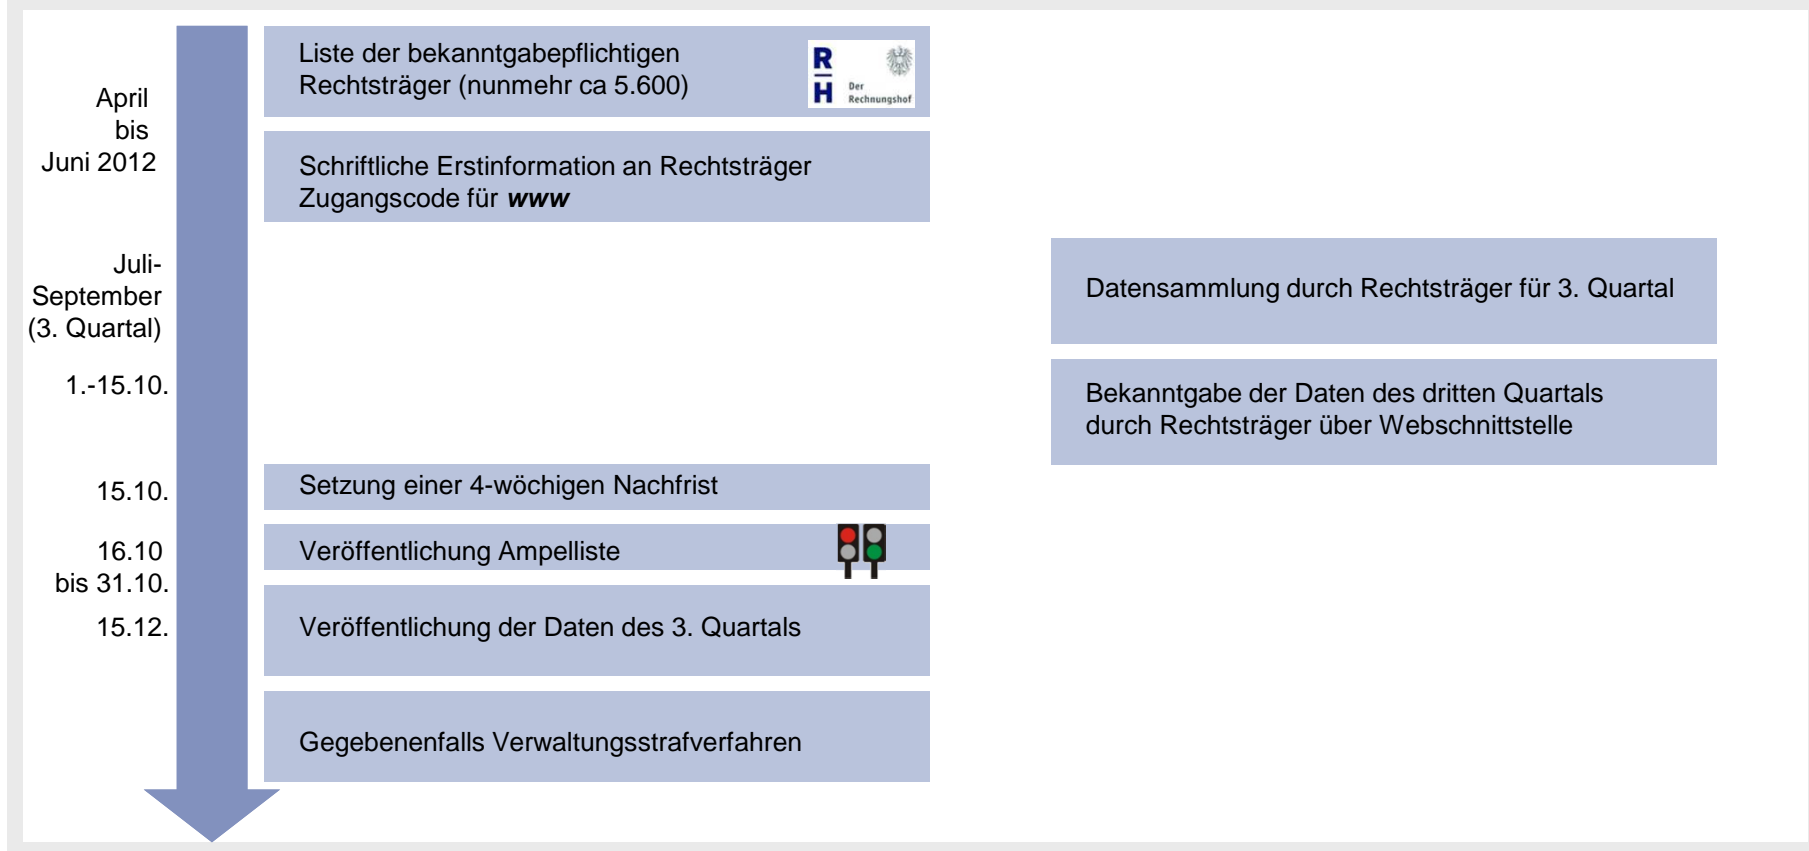 April
bis
Juni 2012
Liste der bekanntgabepflichtigen
Rechtsträger (nunmehr ca 5.600)
R
H
Der
Rechnungshof
Schriftliche Erstinformation an Rechtsträger
Zugangscode für www
Juli-
September
(3. Quartal)
Datensammlung durch Rechtsträger für 3. Quartal
1.-15.10.
Bekanntgabe der Daten des dritten Quartals
durch Rechtsträger über Webschnittstelle
15.10.
Setzung einer 4-wöchigen Nachfrist
16.10
bis 31.10.
Veröffentlichung Ampelliste
15.12.
Veröffentlichung der Daten des 3. Quartals
Gegebenenfalls Verwaltungsstrafverfahren